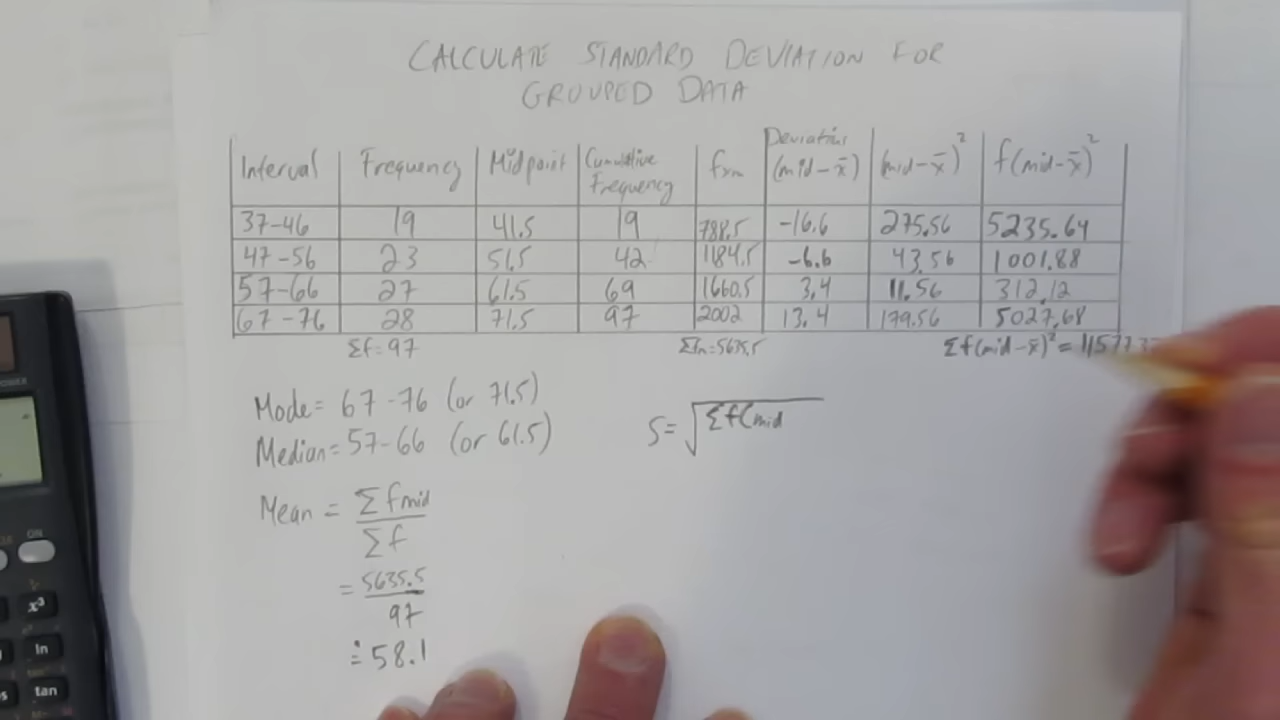 CALCULATE STANDARD DEVIATION FOR
GROUPED DATA
Interval Frequency Midpoint Cumulative Frequency fxm Deviations (mid-x̄) (mid-x̄)² f(mid-x̄)²
37-46 19 41.5 19 788.5 -16.6 275.56 5235.64
47-56 23 51.5 42 1184.5 -6.6 43.56 1001.88
57-66 27 61.5 69 1660.5 3.4 11.56 312.12
67-76 28 71.5 97 2002 13.4 179.56 5027.68
Σf=97 Σfm=5635.5 Σf(mid-x̄)²=
Mode= 67-76 (or 71.5)
Median= 57-66 (or 61.5)
S=√Σf(mid
Mean = Σfmid
Σf
= 5635.5
97
≐ 58.1
ON
x³
ln
tan